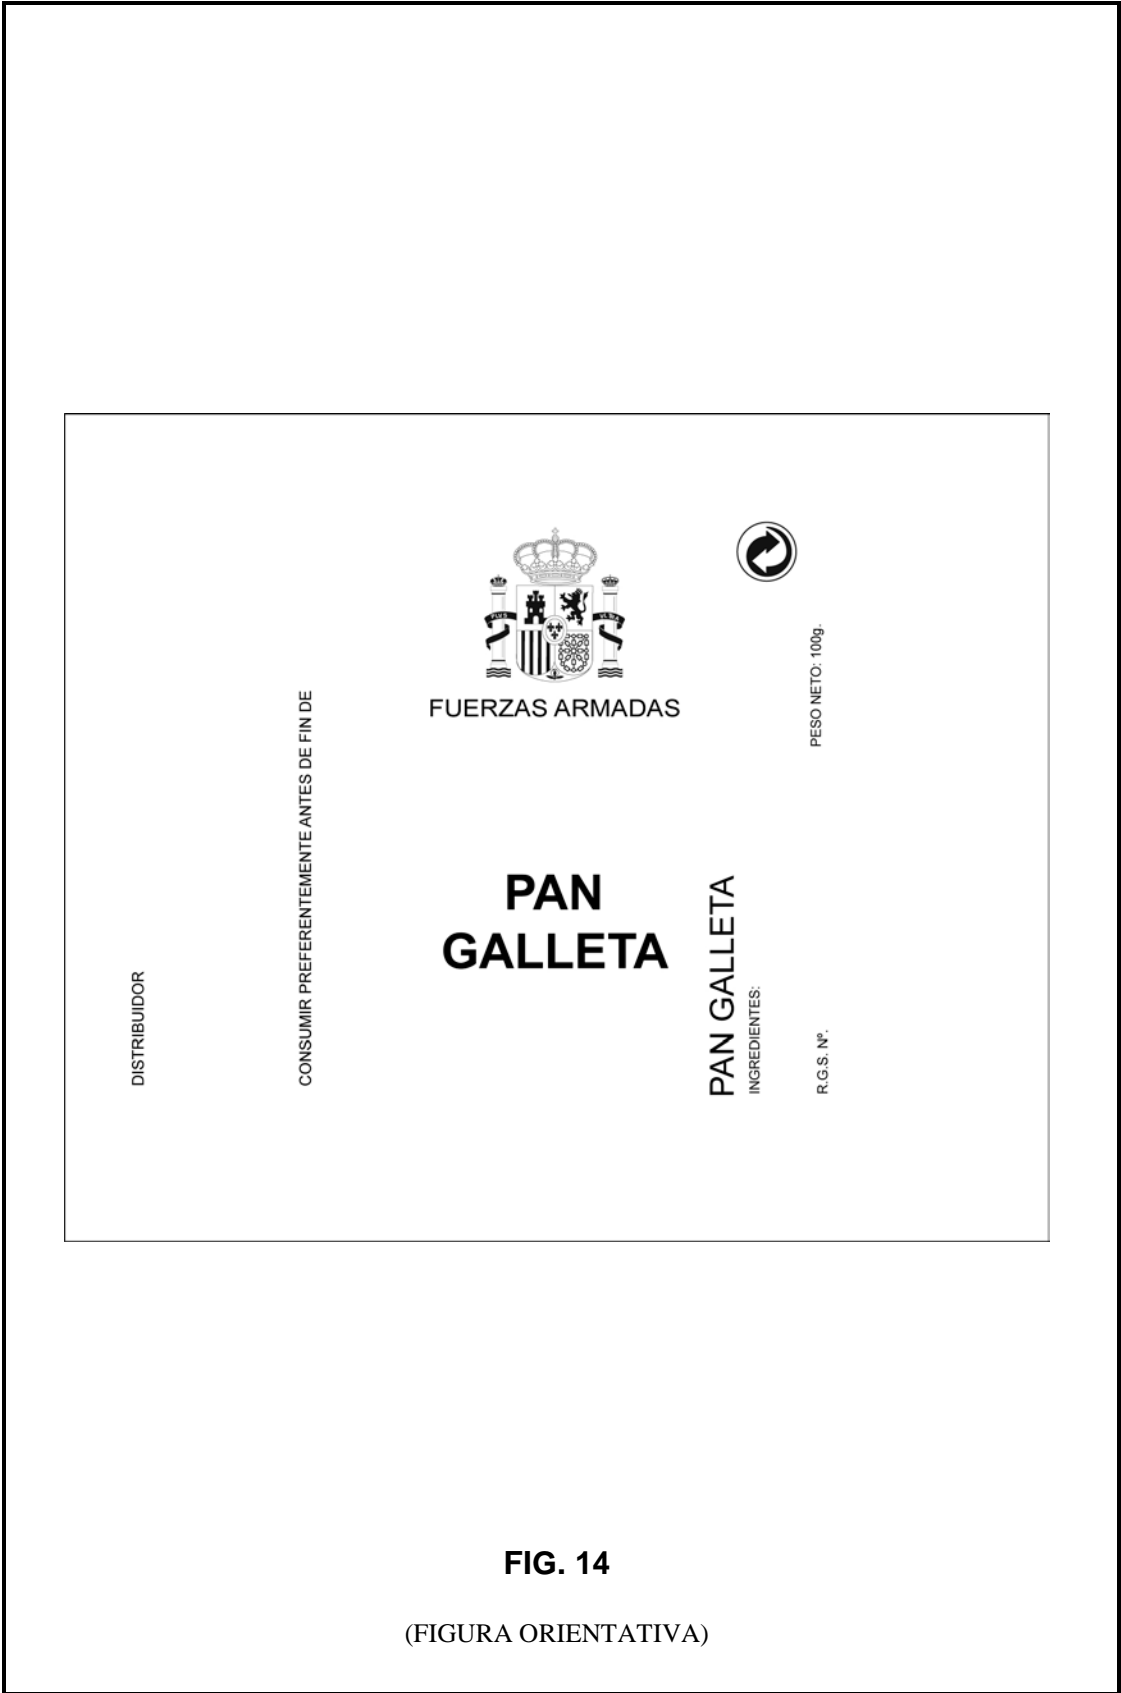 PLUS
FUERZAS ARMADAS
PAN
GALLETA
DISTRIBUIDOR
CONSUMIR PREFERENTEMENTE ANTES DE FIN DE
PAN GALLETA
INGREDIENTES:
R.G.S. Nº.
PESO NETO: 100g.
FIG. 14
(FIGURA ORIENTATIVA)